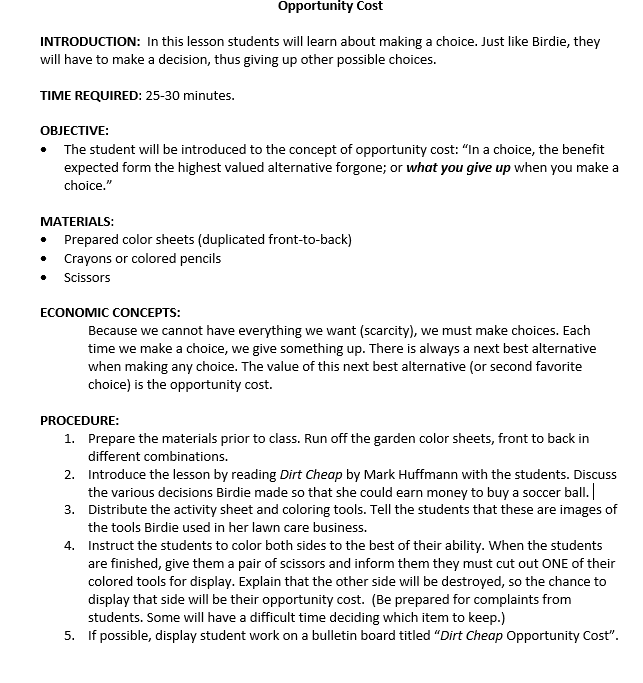 Opportunity Cost
INTRODUCTION: In this lesson students will learn about making a choice. Just like Birdie, they
will have to make a decision, thus giving up other possible choices.
TIME REQUIRED: 25-30 minutes.
OBJECTIVE:
• The student will be introduced to the concept of opportunity cost: “In a choice, the benefit
expected form the highest valued alternative forgone; or what you give up when you make a
choice.”
MATERIALS:
• Prepared color sheets (duplicated front-to-back)
• Crayons or colored pencils
• Scissors
ECONOMIC CONCEPTS:
Because we cannot have everything we want (scarcity), we must make choices. Each
time we make a choice, we give something up. There is always a next best alternative
when making any choice. The value of this next best alternative (or second favorite
choice) is the opportunity cost.
PROCEDURE:
1. Prepare the materials prior to class. Run off the garden color sheets, front to back in
different combinations.
2. Introduce the lesson by reading Dirt Cheap by Mark Huffmann with the students. Discuss
the various decisions Birdie made so that she could earn money to buy a soccer ball.
3. Distribute the activity sheet and coloring tools. Tell the students that these are images of
the tools Birdie used in her lawn care business.
4. Instruct the students to color both sides to the best of their ability. When the students
are finished, give them a pair of scissors and inform them they must cut out ONE of their
colored tools for display. Explain that the other side will be destroyed, so the chance to
display that side will be their opportunity cost. (Be prepared for complaints from
students. Some will have a difficult time deciding which item to keep.)
5. If possible, display student work on a bulletin board titled “Dirt Cheap Opportunity Cost”.